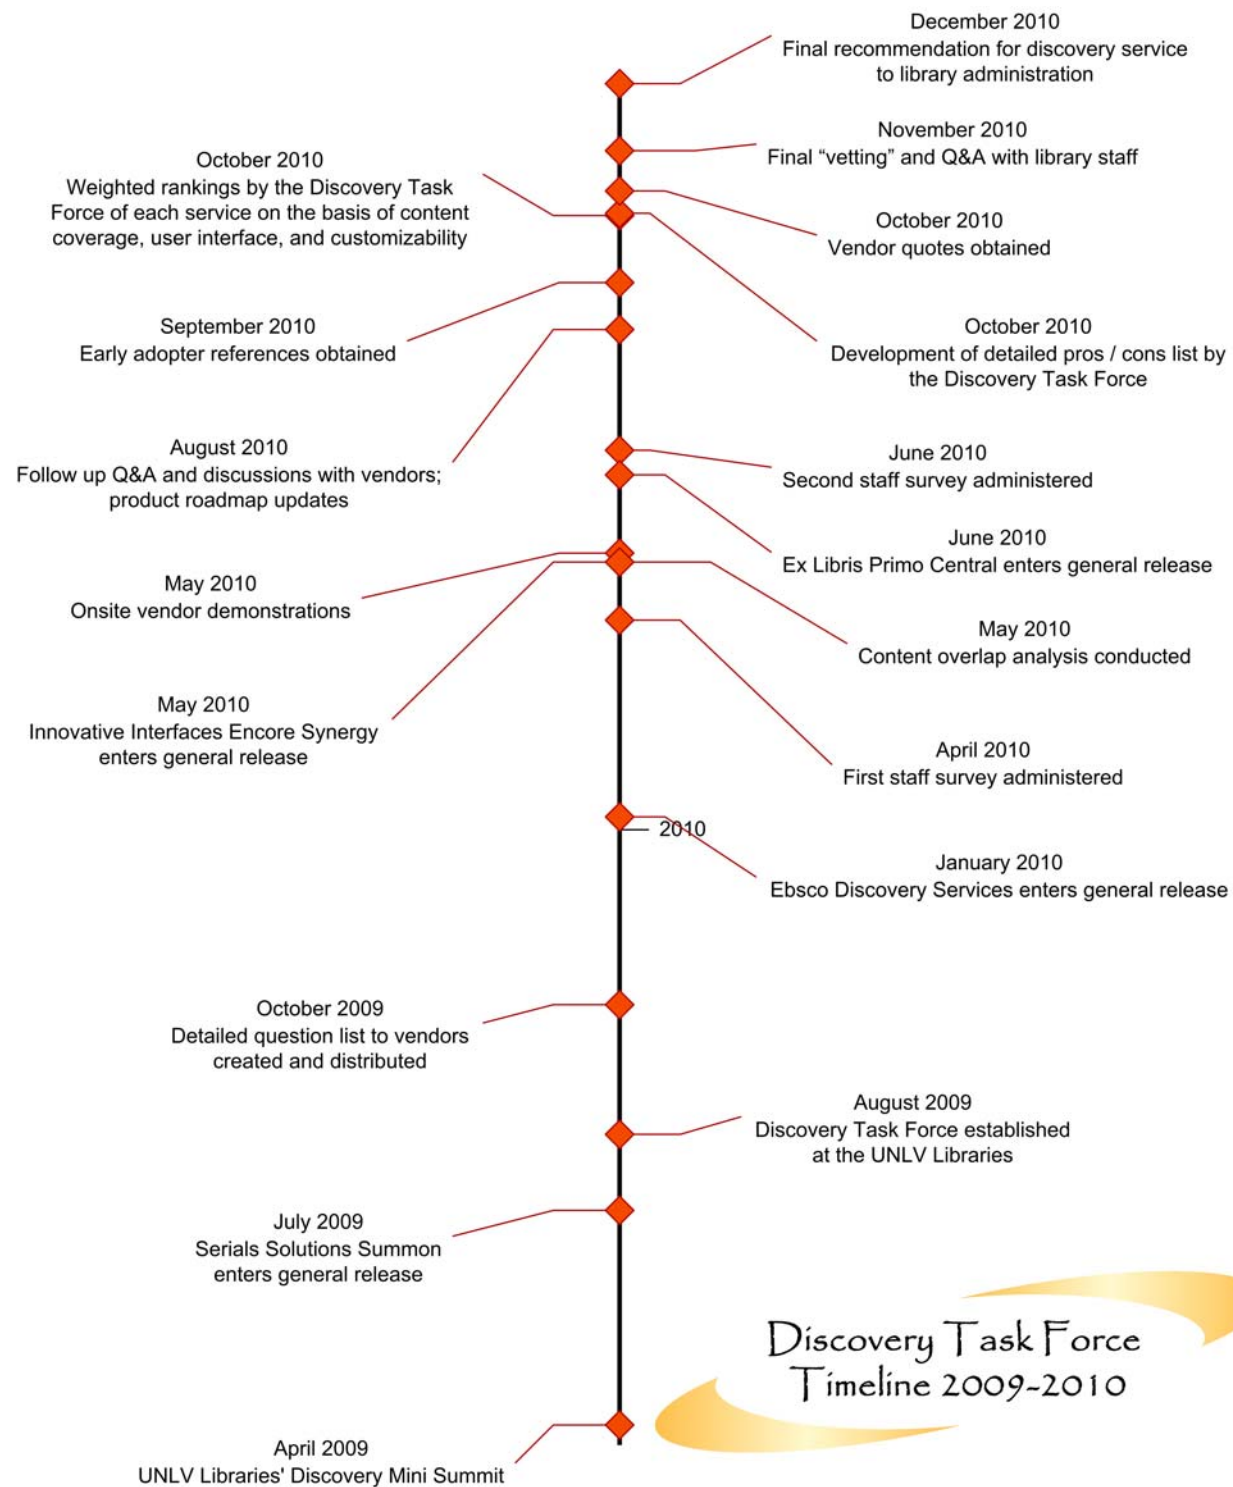 December 2010
Final recommendation for discovery service
to library administration
November 2010
Final “vetting” and Q&A with library staff
October 2010
Weighted rankings by the Discovery Task
Force of each service on the basis of content
coverage, user interface, and customizability
October 2010
Vendor quotes obtained
September 2010
Early adopter references obtained
October 2010
Development of detailed pros / cons list by
the Discovery Task Force
August 2010
Follow up Q&A and discussions with vendors;
product roadmap updates
June 2010
Second staff survey administered
June 2010
Ex Libris Primo Central enters general release
May 2010
Onsite vendor demonstrations
May 2010
Content overlap analysis conducted
May 2010
Innovative Interfaces Encore Synergy
enters general release
April 2010
First staff survey administered
2010
January 2010
Ebsco Discovery Services enters general release
October 2009
Detailed question list to vendors
created and distributed
August 2009
Discovery Task Force established
at the UNLV Libraries
July 2009
Serials Solutions Summon
enters general release
Discovery Task Force
Timeline 2009-2010
April 2009
UNLV Libraries' Discovery Mini Summit